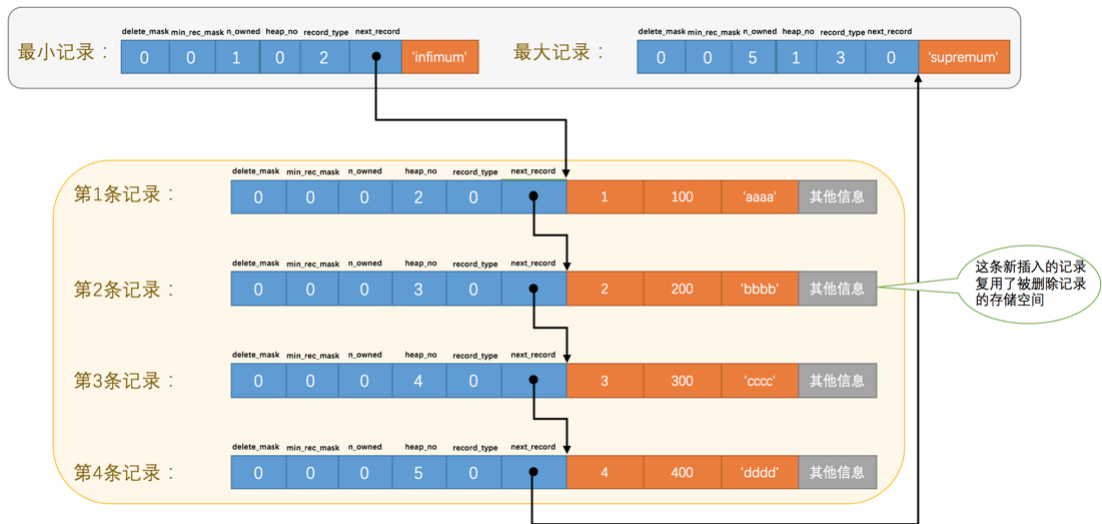 delete_mask min_rec_mask n_owned heap_no record_type next_record
最小记录： 0 0 1 0 2 'infimum'
delete_mask min_rec_mask n_owned heap_no record_type next_record
最大记录： 0 0 5 1 3 0 'supremum'
delete_mask min_rec_mask n_owned heap_no record_type next_record
第1条记录： 0 0 0 2 0 1 100 'aaaa' 其他信息
delete_mask min_rec_mask n_owned heap_no record_type next_record
第2条记录： 0 0 0 3 0 2 200 'bbbb' 其他信息
这条新插入的记录
复用了被删除记录
的存储空间
delete_mask min_rec_mask n_owned heap_no record_type next_record
第3条记录： 0 0 0 4 0 3 300 'cccc' 其他信息
delete_mask min_rec_mask n_owned heap_no record_type next_record
第4条记录： 0 0 0 5 0 4 400 'dddd' 其他信息